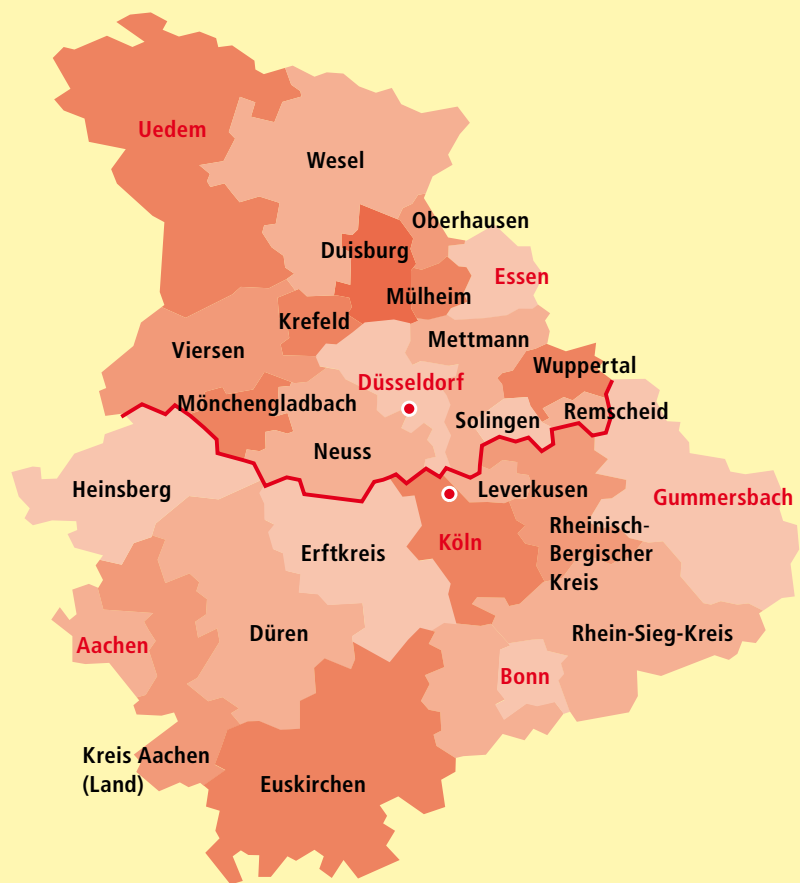 Uedem
Wesel
Oberhausen
Duisburg
Essen
Mülheim
Krefeld
Mettmann
Viersen
Wuppertal
Düsseldorf
Mönchengladbach
Remscheid
Solingen
Neuss
Heinsberg
Leverkusen
Gummersbach
Rheinisch-
Bergischer
Kreis
Köln
Erftkreis
Düren
Rhein-Sieg-Kreis
Aachen
Bonn
Kreis Aachen
(Land)
Euskirchen